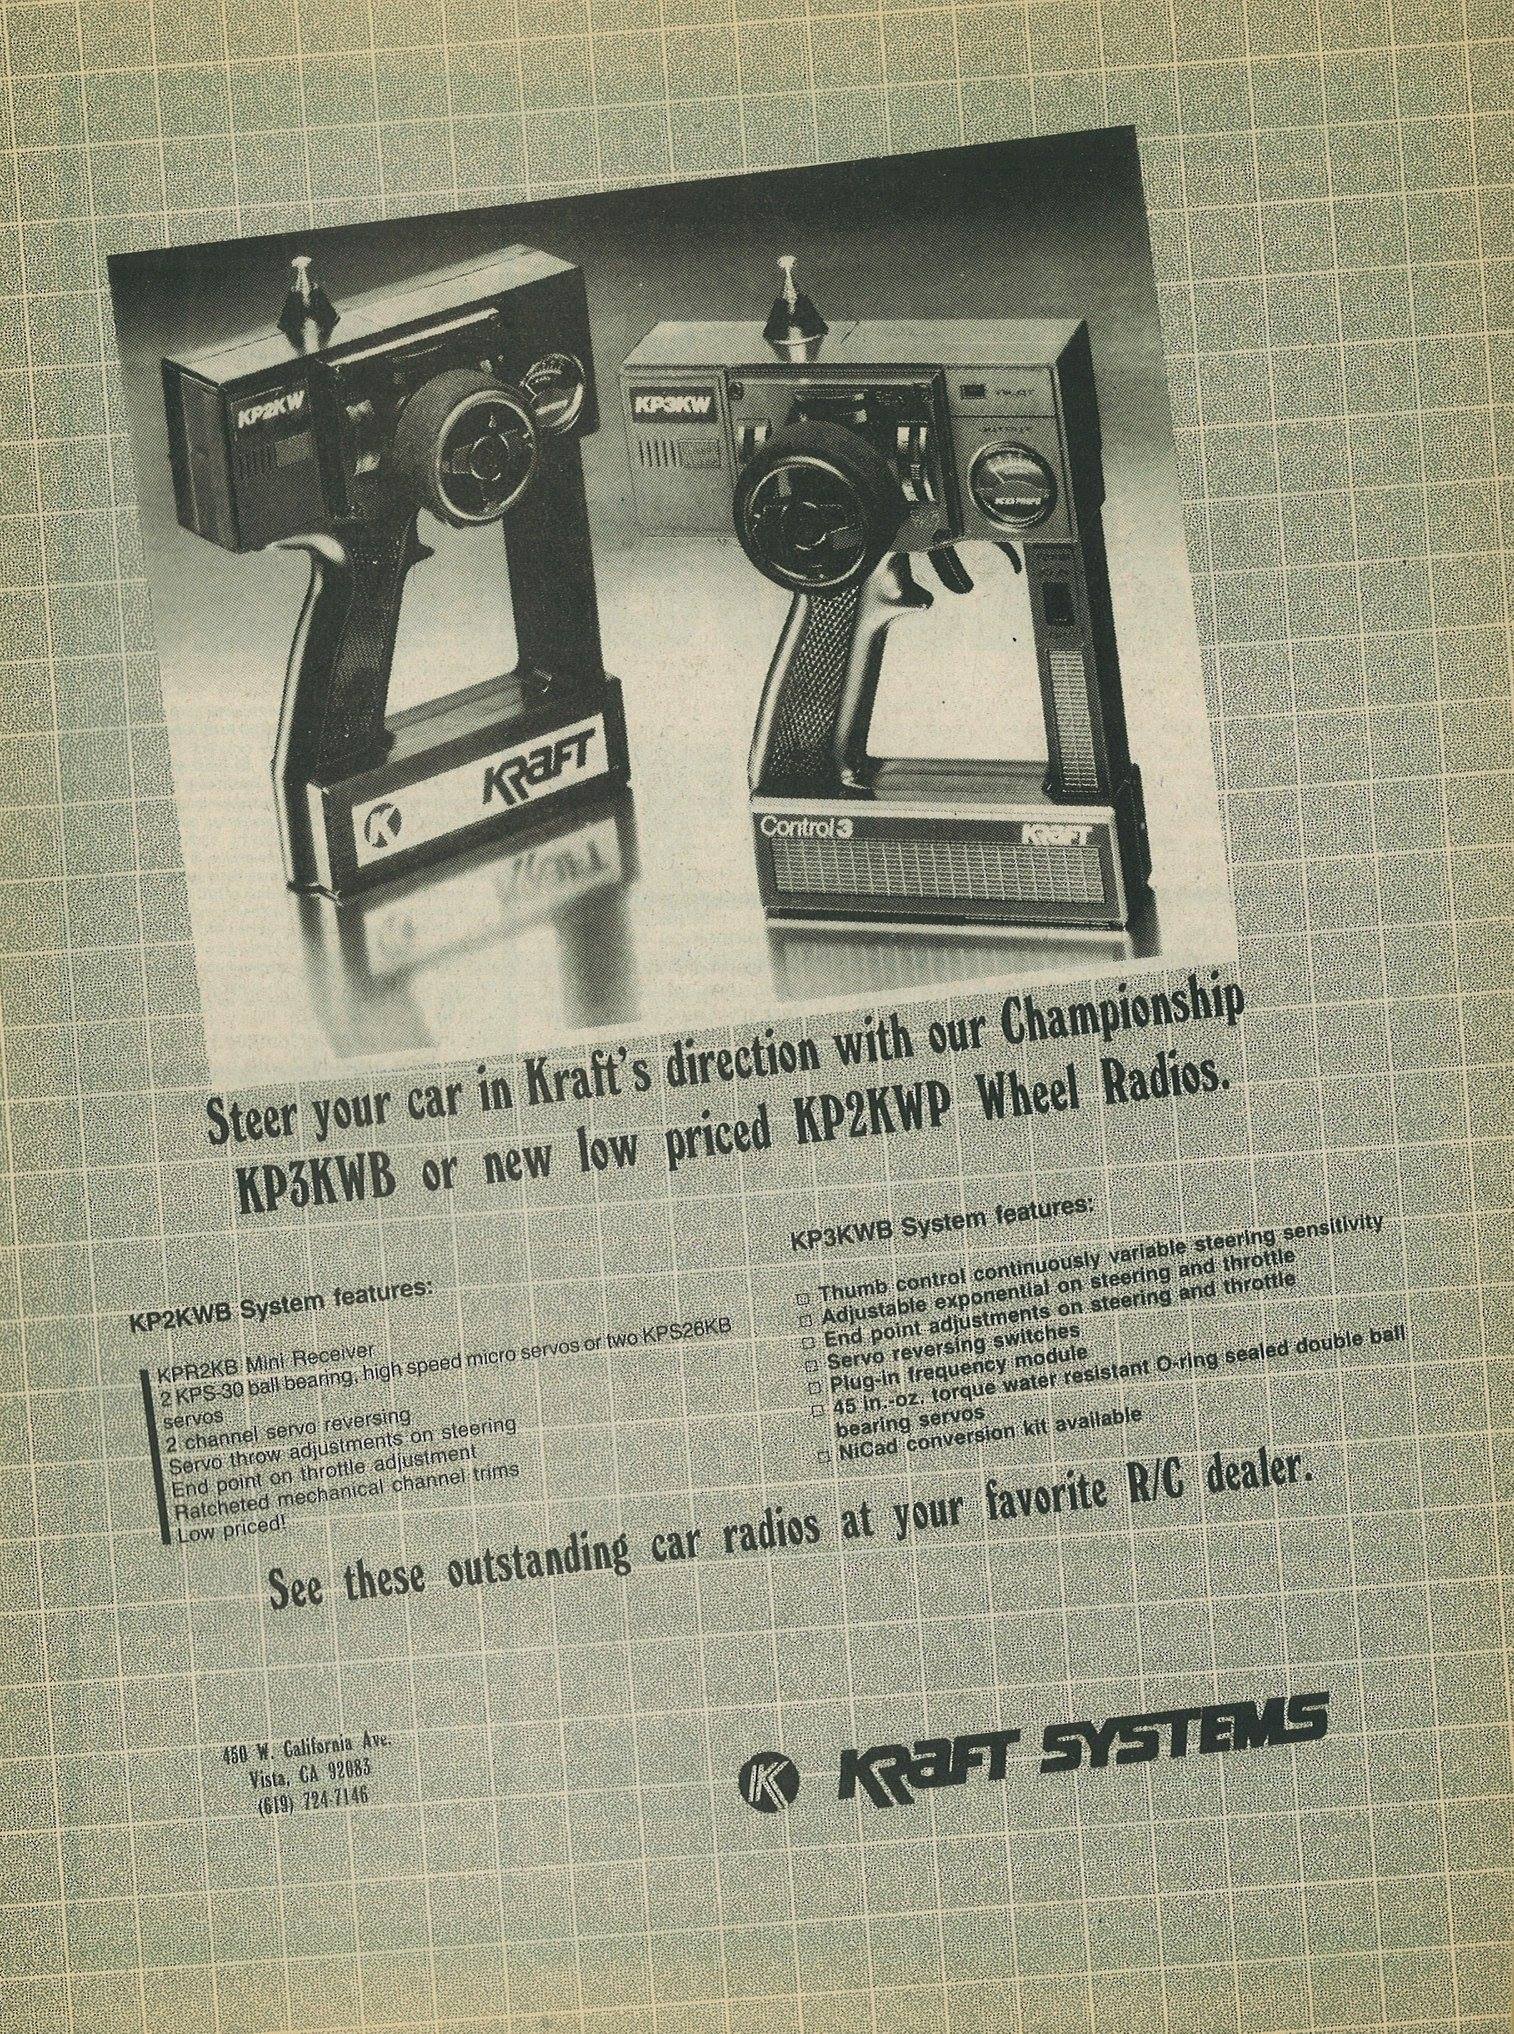 KP2KW
KP3KW
KO PROPO
K KRAFT
Control 3 KRAFT
Steer your car in Kraft's direction with our Championship
KP3KWB or new low priced KP2KWP Wheel Radios.
KP2KWB System features:
KPR2KB Mini Receiver
2 KPS-30 ball bearing, high speed micro servos or two KPS26KB
servos
2 channel servo reversing
Servo throw adjustments on steering
End point on throttle adjustment
Ratcheted mechanical channel trims
Low priced!
KP3KWB System features:
Thumb control continuously variable steering sensitivity
Adjustable exponential on steering and throttle
End point adjustments on steering and throttle
Servo reversing switches
Plug-in frequency module
45 in.-oz. torque water resistant O-ring sealed double ball
bearing servos
NiCad conversion kit available
See these outstanding car radios at your favorite R/C dealer.
450 W. California Ave.
Vista, CA 92083
(619) 724-7146
K KRAFT SYSTEMS